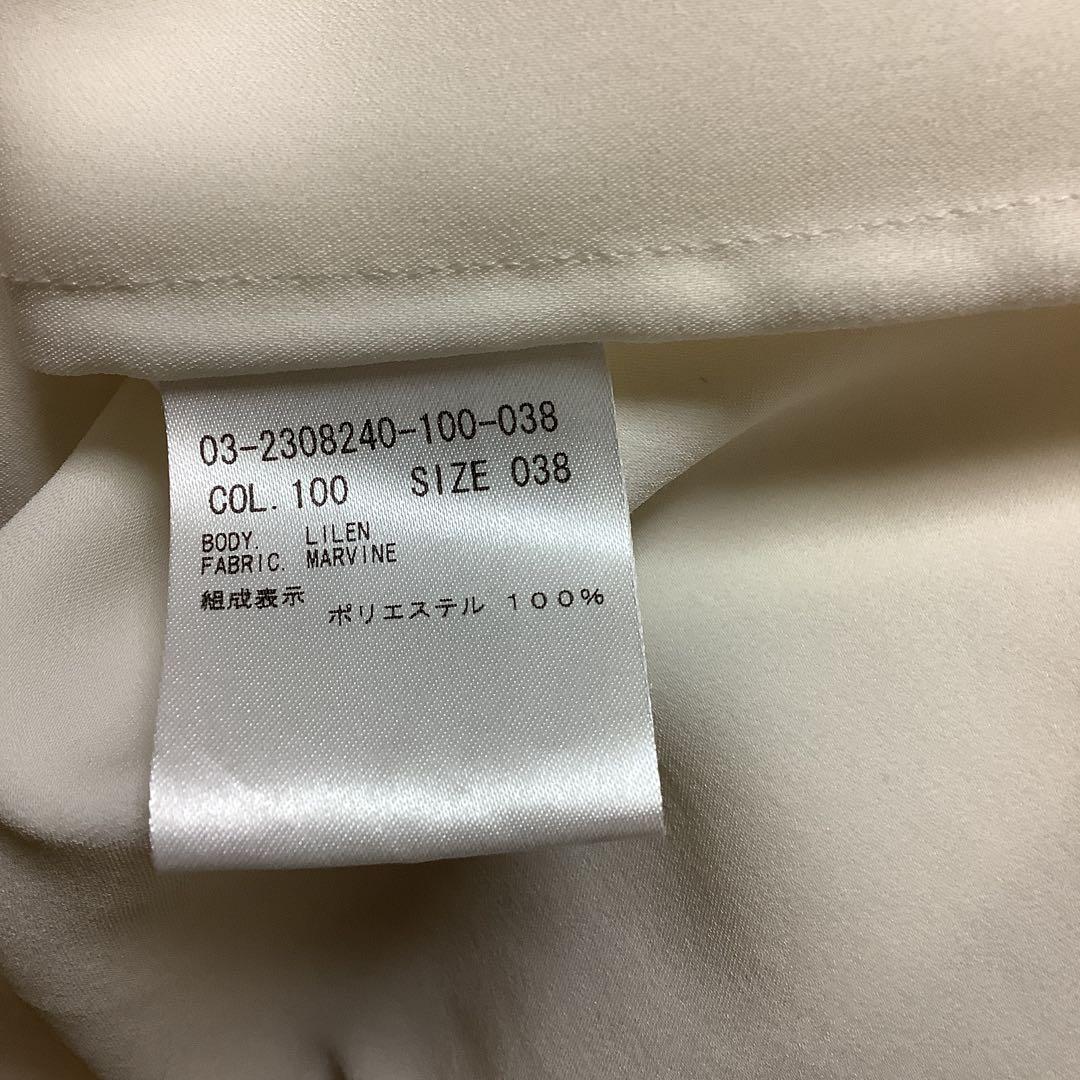 03-2308240-100-038
COL.100 SIZE 038
BODY. LILEN
FABRIC. MARVINE
組成表示
ポリエステル 100%